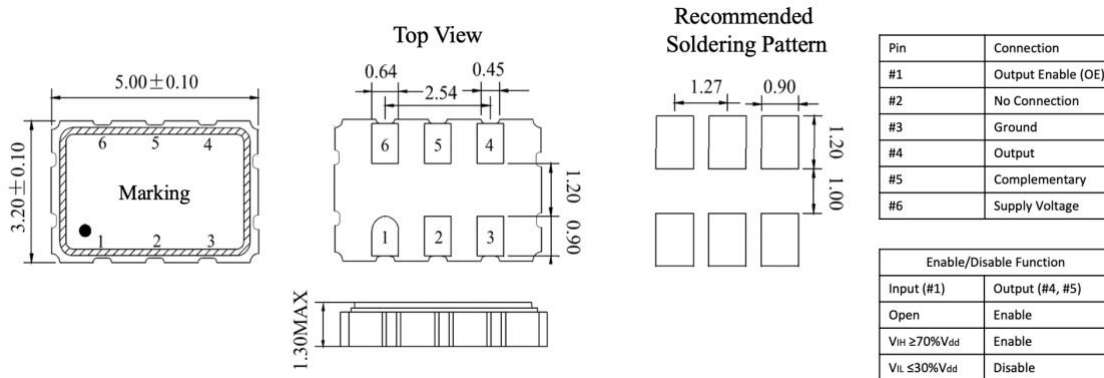 5.00±0.10
3.20±0.10
6 5 4
Marking
1 2 3
Top View
0.64
0.45
2.54
6 5 4
1 2 3
1.20
0.90
1.30MAX
Recommended
Soldering Pattern
1.27
0.90
1.20
1.00
Pin Connection
#1 Output Enable (OE)
#2 No Connection
#3 Ground
#4 Output
#5 Complementary
#6 Supply Voltage
Enable/Disable Function
Input (#1) Output (#4, #5)
Open Enable
VIH ≥70%Vdd Enable
VIL ≤30%Vdd Disable